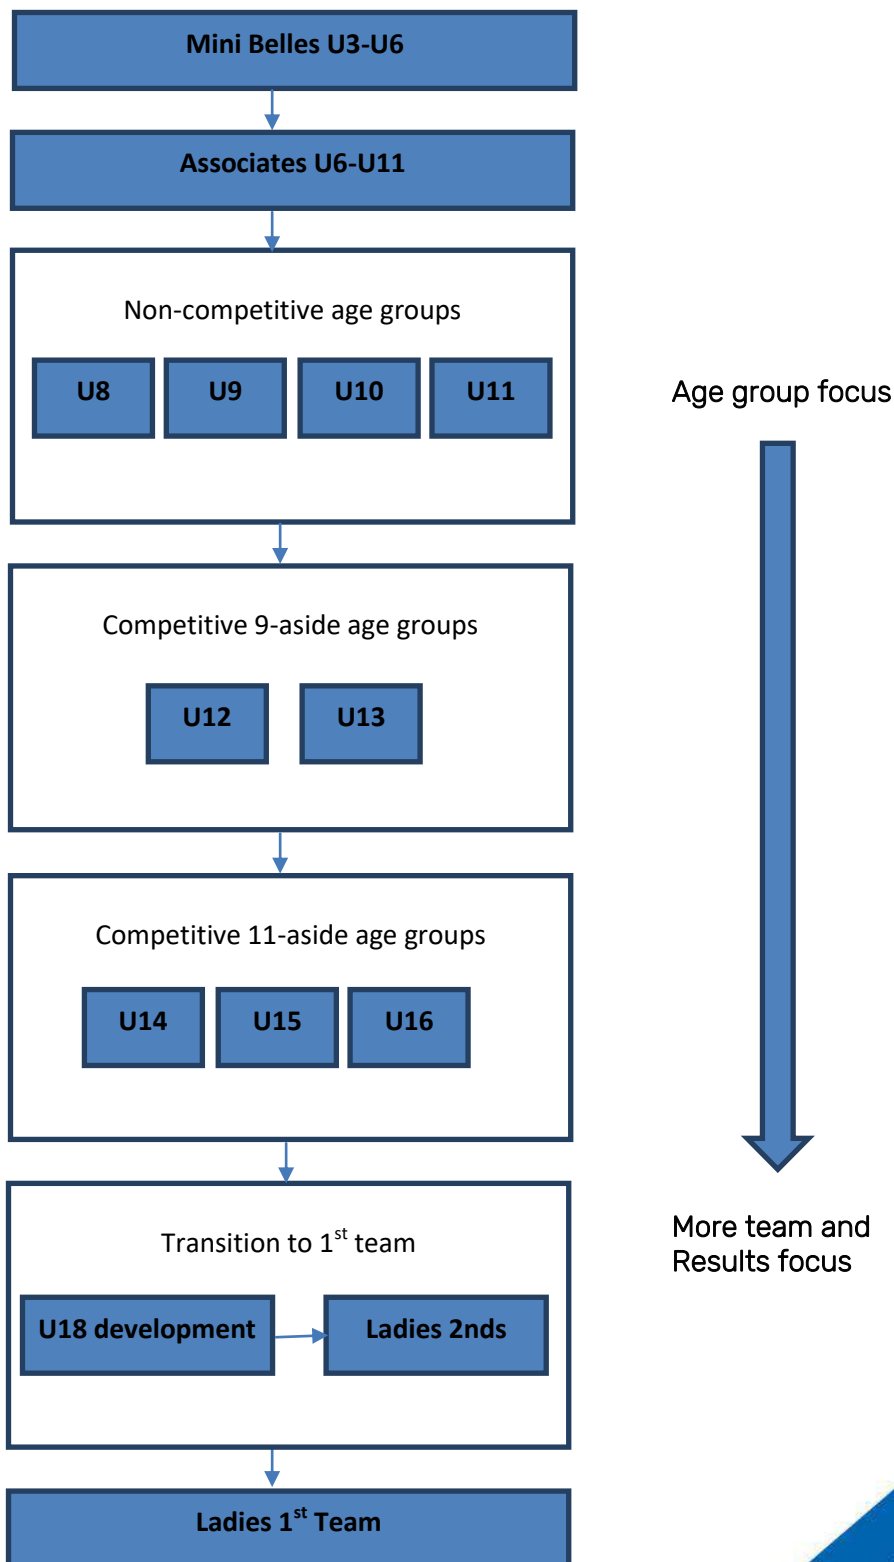 Mini Belles U3-U6
Associates U6-U11
Non-competitive age groups
U8 U9 U10 U11
Age group focus
Competitive 9-aside age groups
U12 U13
Competitive 11-aside age groups
U14 U15 U16
Transition to 1st team
More team and
Results focus
U18 development Ladies 2nds
Ladies 1st Team